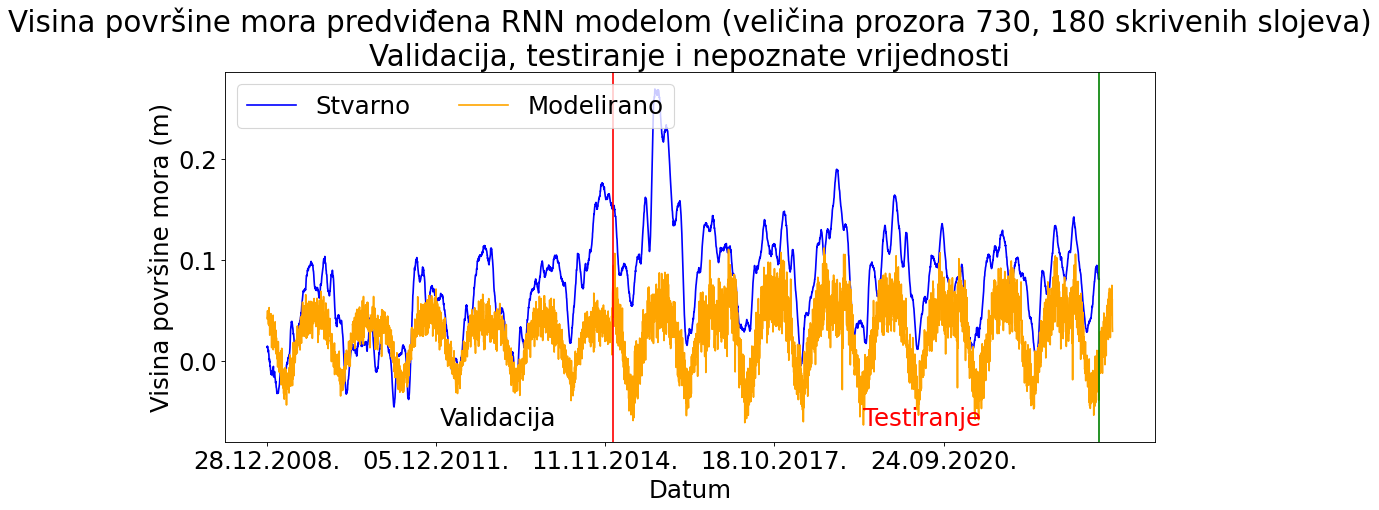 Visina površine mora predviđena RNN modelom (veličina prozora 730, 180 skrivenih slojeva)
Validacija, testiranje i nepoznate vrijednosti
Stvarno
Modelirano
Visina površine mora (m)
0.2
0.1
0.0
Validacija
Testiranje
28.12.2008.
05.12.2011.
11.11.2014.
18.10.2017.
24.09.2020.
Datum